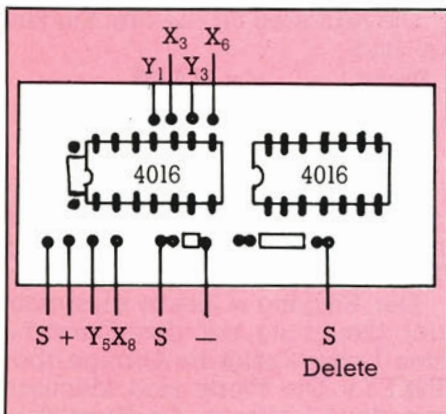 X₃ X₆
Y₁ Y₃
4016 4016
S + Y₅X₈ S – S
Delete